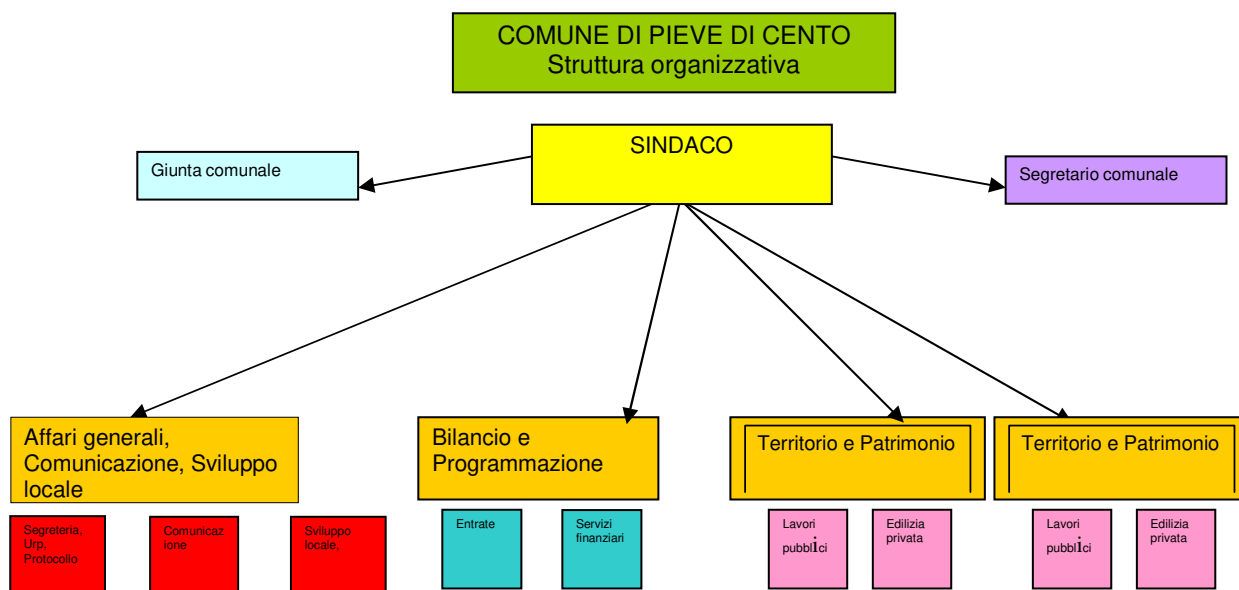 COMUNE DI PIEVE DI CENTO
Struttura organizzativa
SINDACO
Giunta comunale
Segretario comunale
Affari generali,
Comunicazione, Sviluppo
locale
Bilancio e
Programmazione
Territorio e Patrimonio
Territorio e Patrimonio
Segreteria,
Urp,
Protocollo
Comunicaz
ione
Sviluppo
locale,
Entrate
Servizi
finanziari
Lavori
pubblici
Edilizia
privata
Lavori
pubblici
Edilizia
privata